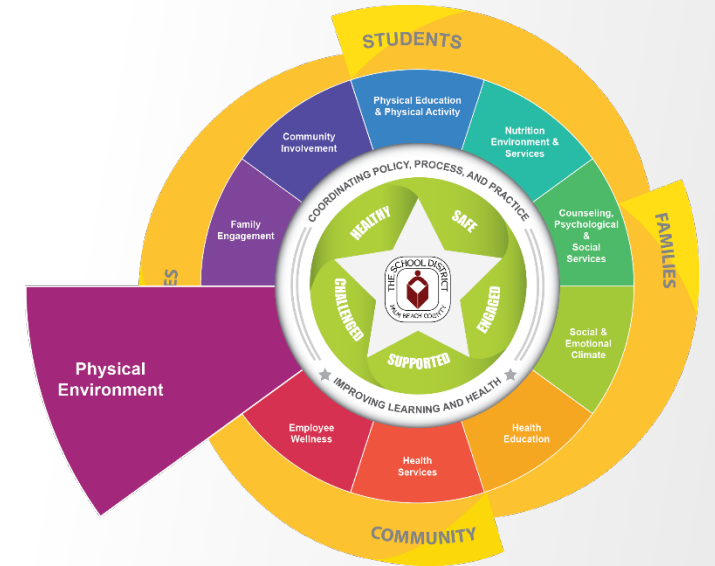 STUDENTS
Physical Education
& Physical Activity
Nutrition
Environment &
Services
Counseling,
Psychological
&
Social
Services
FAMILIES
Social &
Emotional
Climate
Health
Education
Health
Services
COMMUNITY
Employee
Wellness
Physical
Environment
Family
Engagement
Community
Involvement
COORDINATING POLICY, PROCESS, AND PRACTICE
IMPROVING LEARNING AND HEALTH
HEALTHY
SAFE
ENGAGED
SUPPORTED
CHALLENGED
THE SCHOOL DISTRICT
PALM BEACH COUNTY